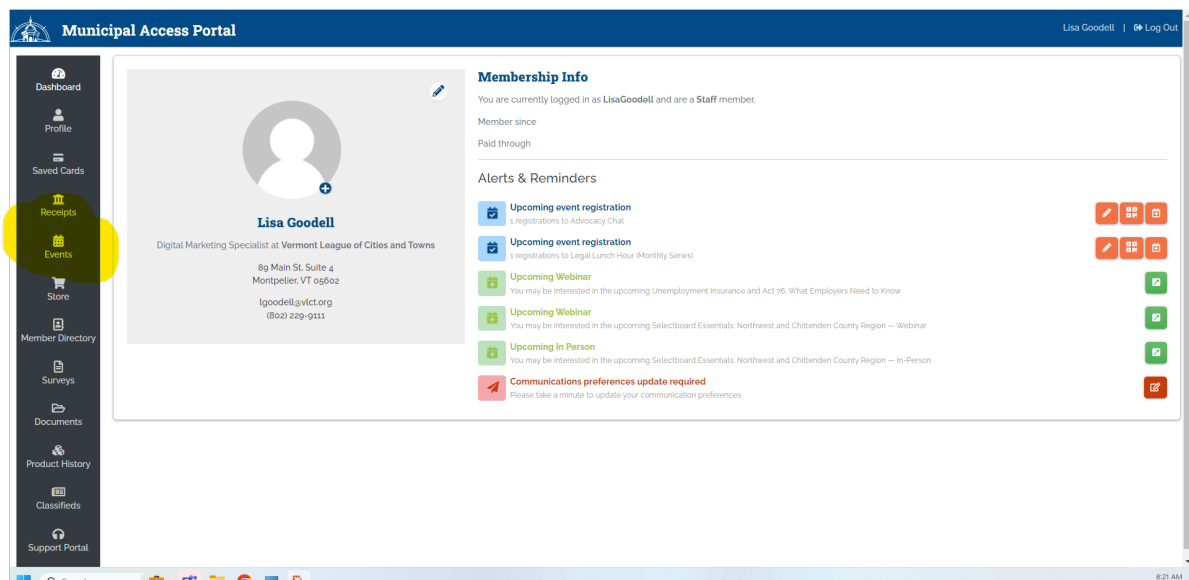 Municipal Access Portal
Lisa Goodell | Log Out
Dashboard
Profile
Saved Cards
Receipts
Events
Store
Member Directory
Surveys
Documents
Product History
Classifieds
Support Portal
Lisa Goodell
Digital Marketing Specialist at Vermont League of Cities and Towns
89 Main St. Suite 4
Montpelier, VT 05602
lgoodell@vlct.org
(802) 229-9111
Membership Info
You are currently logged in as LisaGoodell and are a Staff member.
Member since
Paid through
Alerts & Reminders
Upcoming event registration
1 registrations to Advocacy Chat
Upcoming event registration
1 registrations to Legal Lunch Hour (Monthly Series)
Upcoming Webinar
You may be interested in the upcoming Unemployment Insurance and Act 76: What Employers Need to Know
Upcoming Webinar
You may be interested in the upcoming Selectboard Essentials: Northwest and Chittenden County Region — Webinar
Upcoming In Person
You may be interested in the upcoming Selectboard Essentials: Northwest and Chittenden County Region — In-Person
Communications preferences update required
Please take a minute to update your communication preferences
8:21 AM